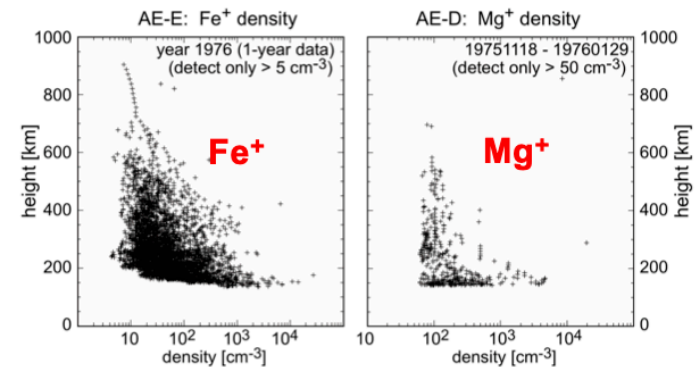 AE-E: Fe⁺ density
AE-D: Mg⁺ density
year 1976 (1-year data)
(detect only > 5 cm⁻³)
19751118 - 19760129
(detect only > 50 cm⁻³)
Fe⁺
Mg⁺
height [km]
1000
800
600
400
200
0
10
10²
10³
10⁴
density [cm⁻³]
10
10²
10³
10⁴
density [cm⁻³]
1000
800
600
400
200
0
height [km]